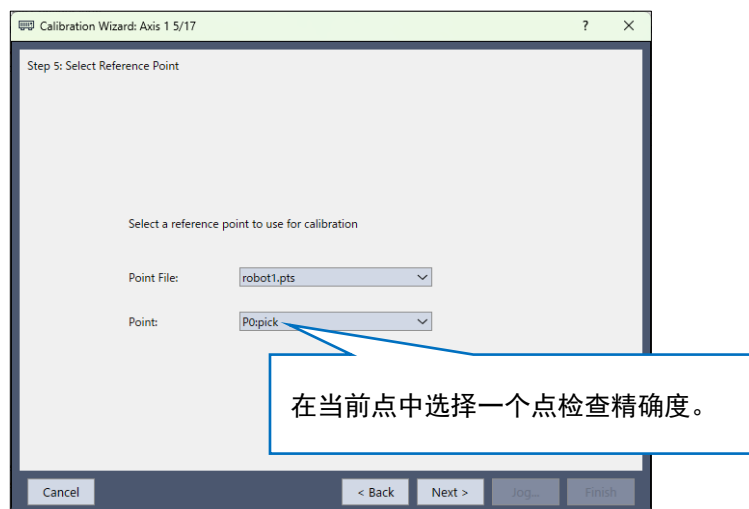 Calibration Wizard: Axis 1 5/17
Step 5: Select Reference Point
Select a reference point to use for calibration
Point File:
robot1.pts
Point:
P0:pick
在当前点中选择一个点检查精确度。
Cancel
< Back
Next >
Jog...
Finish